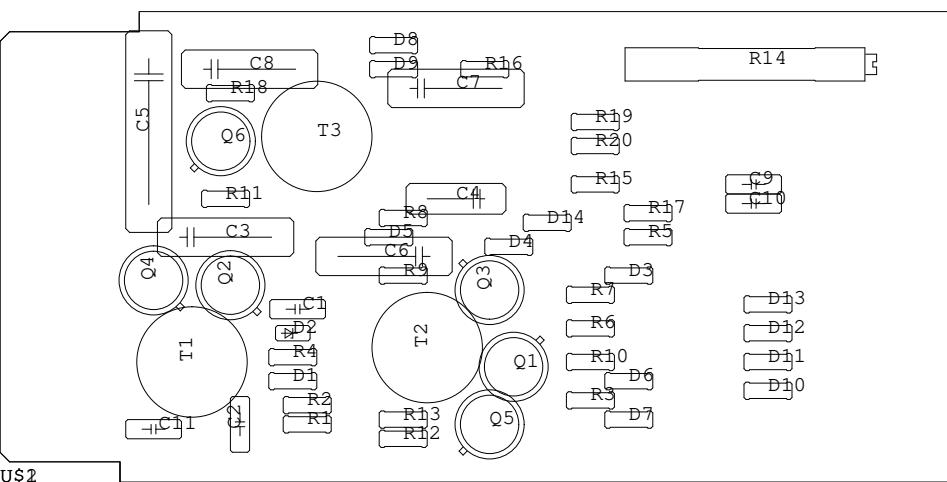 D8
C8
D9
R16
R14
R18
C7
C5
T3
Q6
R19
R20
R15
C9
R11
C4
C10
R8
R17
D14
C3
D5
R5
D4
C6
Q4
Q2
R9
Q3
D3
R7
C1
D13
D2
R6
D12
T2
T1
R4
Q1
R10
D11
D1
D6
D10
R2
R3
C2
R1
R13
Q5
D7
C11
R12